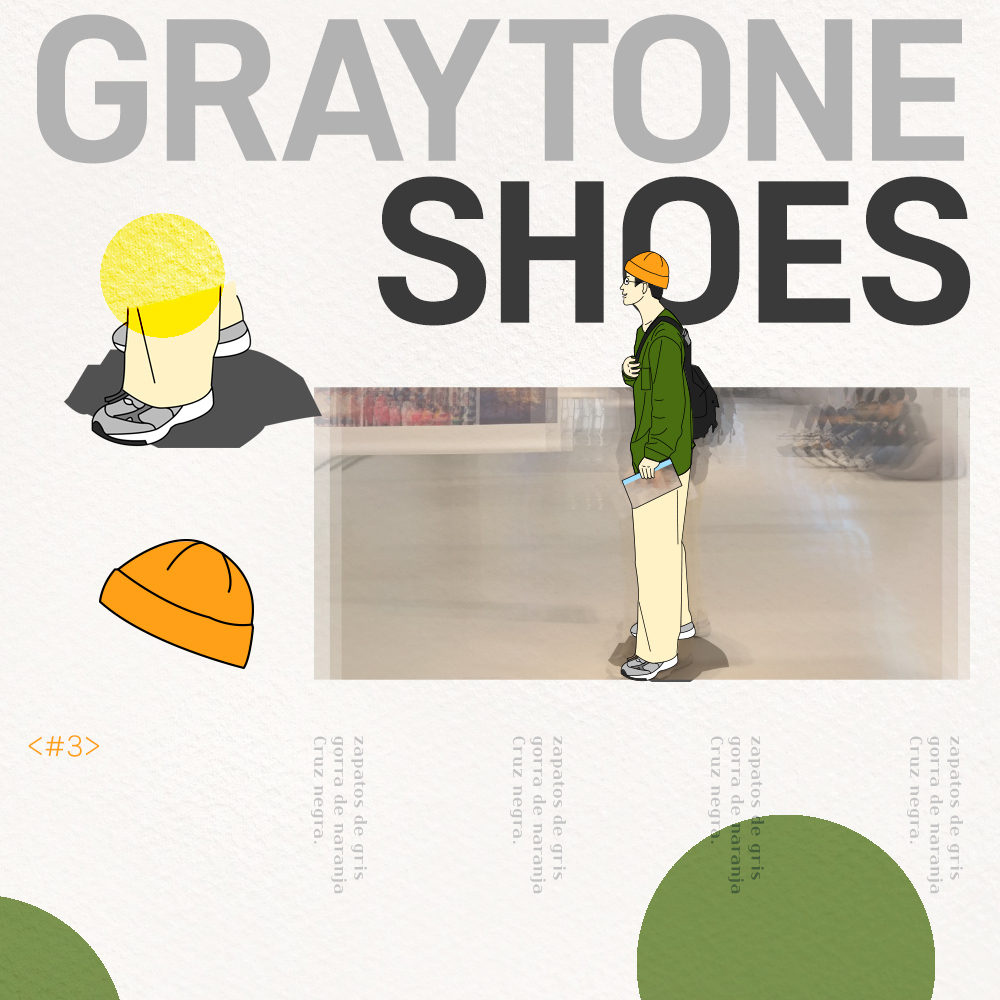 GRAYTONE
SHOES
<#3>
zapatos de gris
gorra de naranja
Cruz negra.
zapatos de gris
gorra de naranja
Cruz negra.
zapatos de gris
gorra de naranja
Cruz negra.
zapatos de gris
gorra de naranja
Cruz negra.